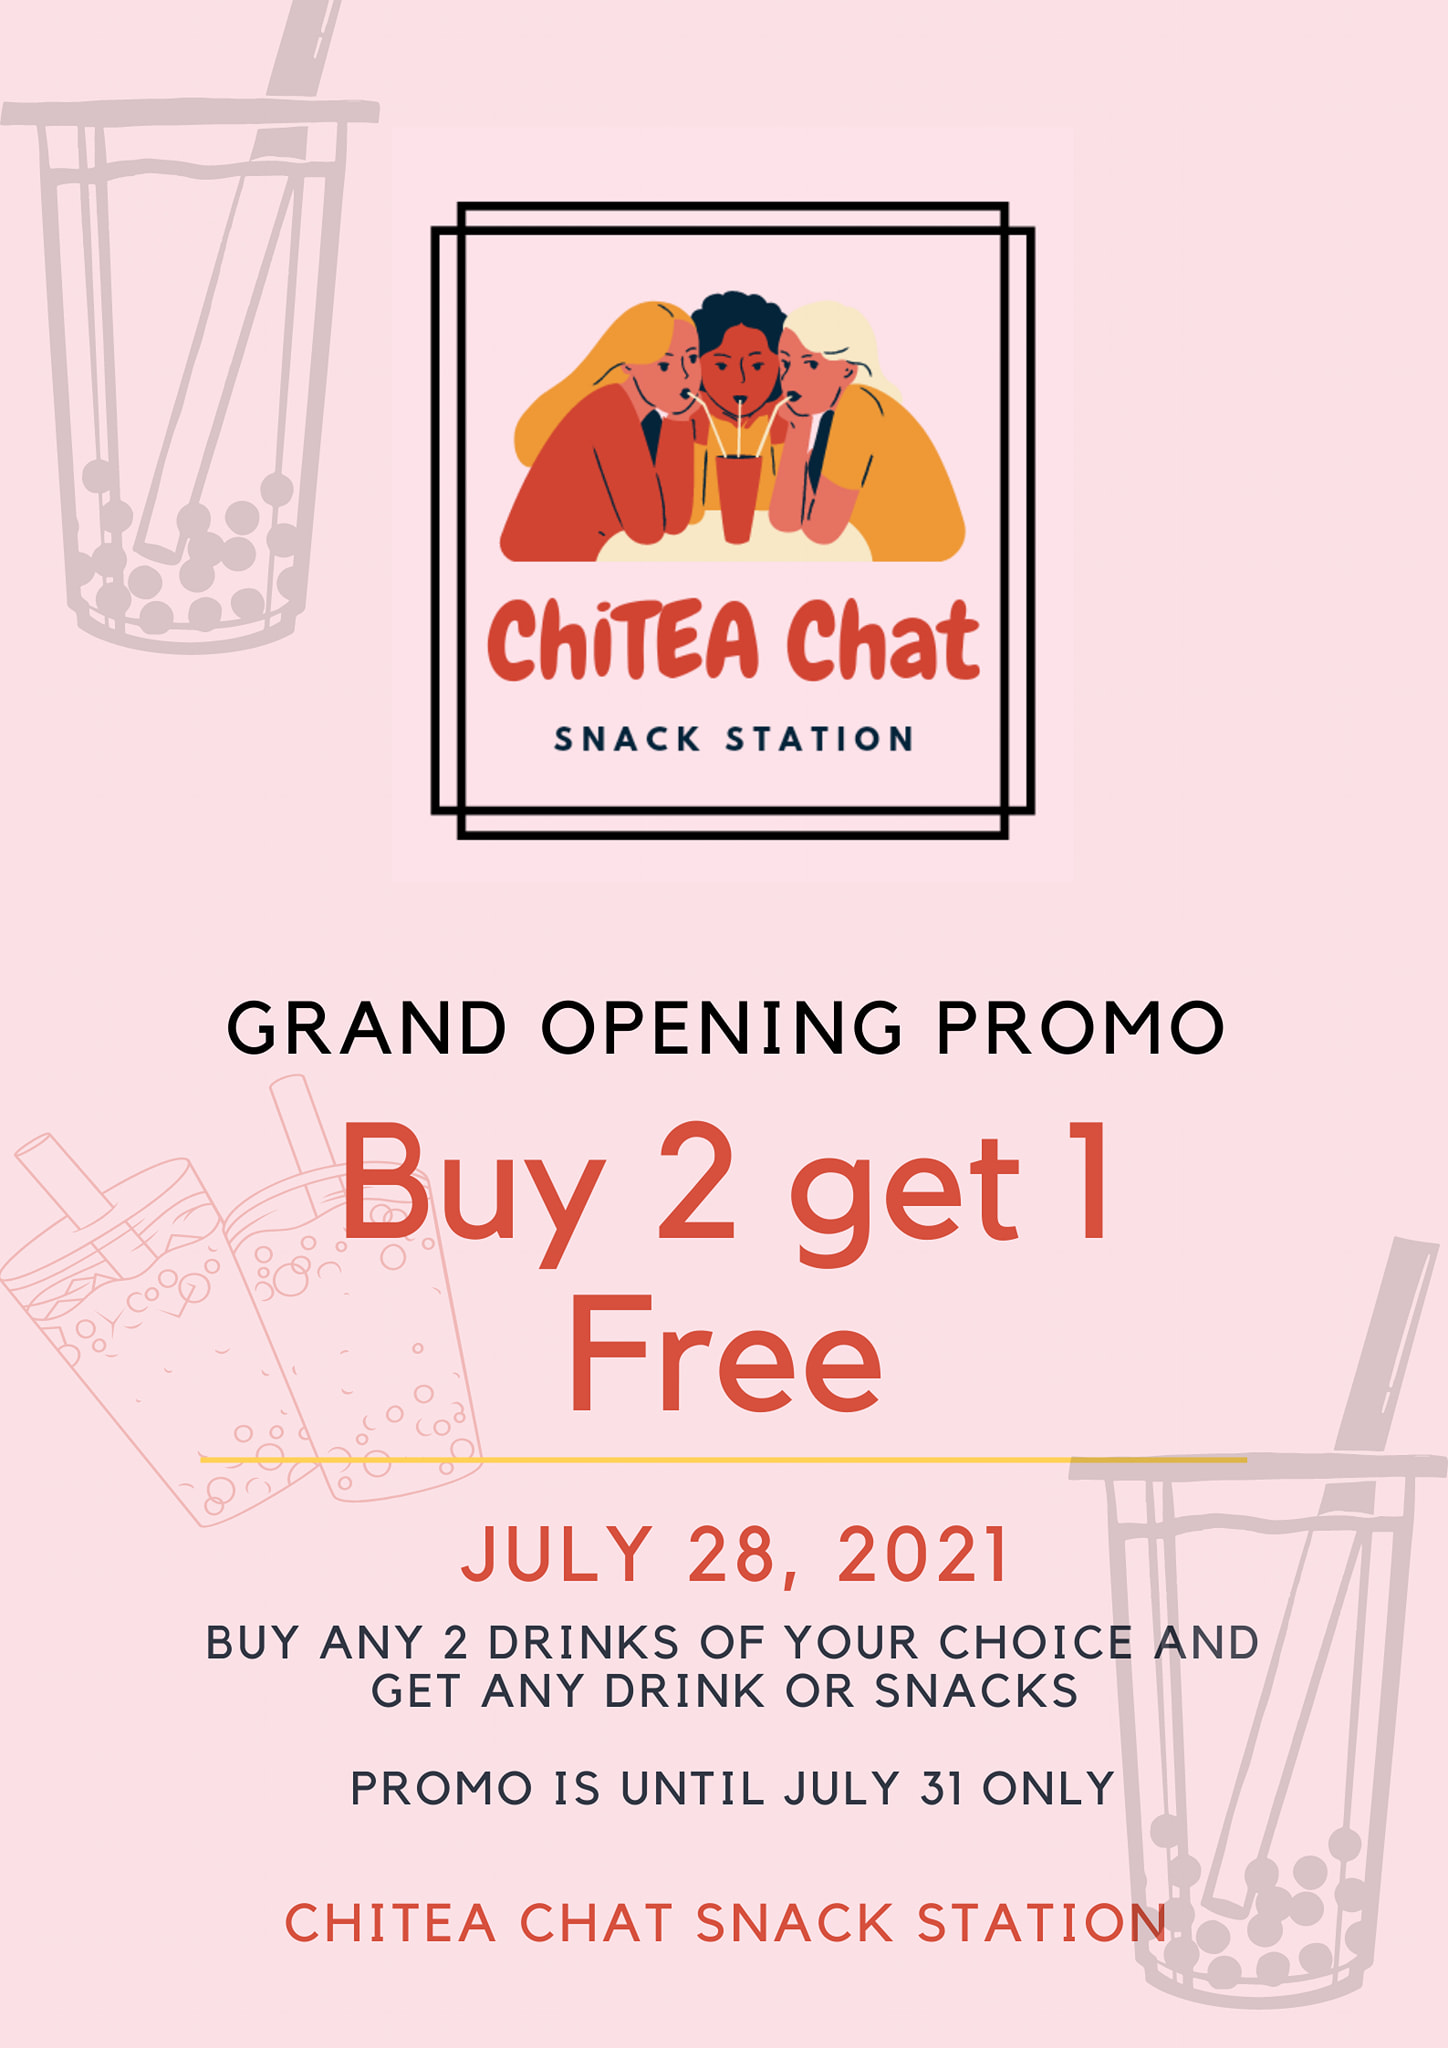 ChiTEA Chat
SNACK STATION
GRAND OPENING PROMO
Buy 2 get 1
Free
JULY 28, 2021
BUY ANY 2 DRINKS OF YOUR CHOICE AND
GET ANY DRINK OR SNACKS
PROMO IS UNTIL JULY 31 ONLY
CHITEA CHAT SNACK STATION